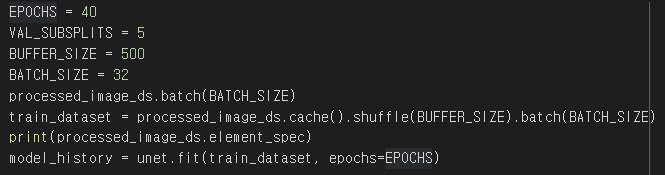 EPOCHS = 40
VAL_SUBSPLITS = 5
BUFFER_SIZE = 500
BATCH_SIZE = 32
processed_image_ds.batch(BATCH_SIZE)
train_dataset = processed_image_ds.cache().shuffle(BUFFER_SIZE).batch(BATCH_SIZE)
print(processed_image_ds.element_spec)
model_history = unet.fit(train_dataset, epochs=EPOCHS)